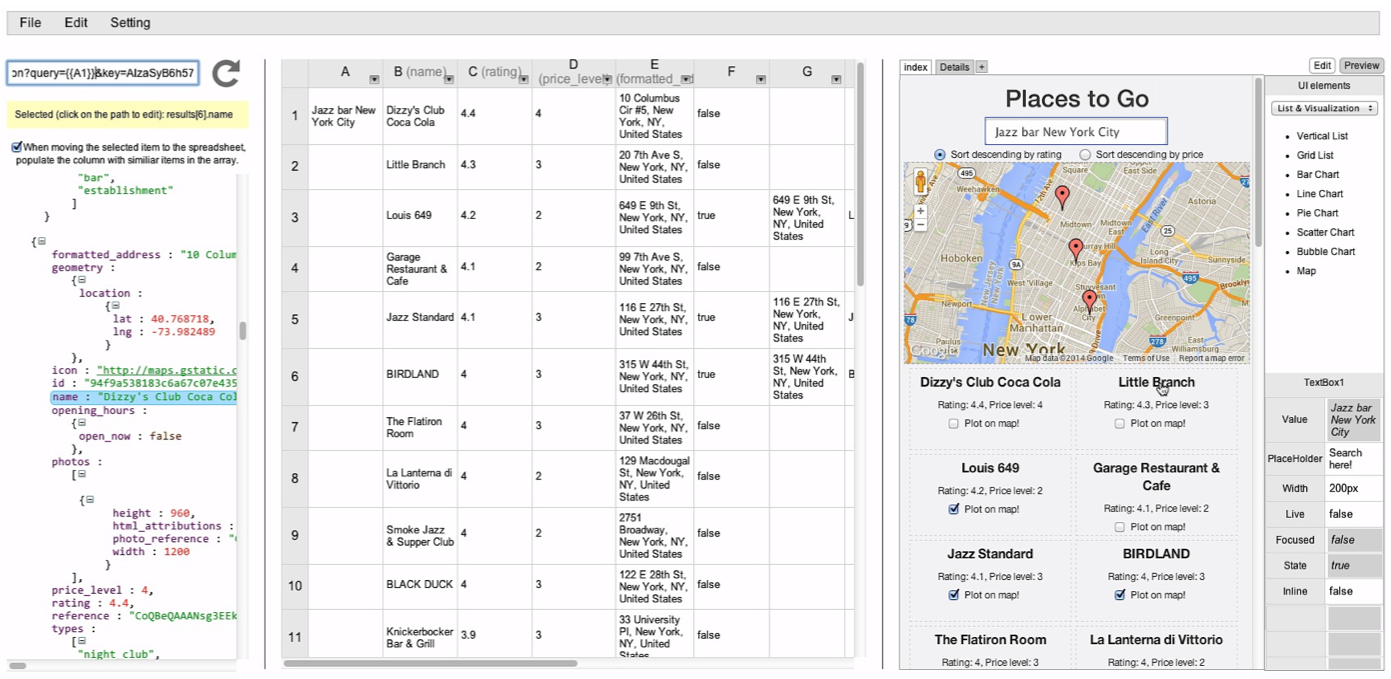 File Edit Setting
on?query={{A1}}&key=AIzaSyB6h57
Selected (click on the path to edit): results[6].name
When moving the selected item to the spreadsheet,
populate the column with similiar items in the array.
"bar",
"establishment"
]
}
{
formatted_address : "10 Colum
geometry :
{
location :
{
lat : 40.768718,
lng : -73.982489
}
},
icon : "http://maps.gstatic.c
id : "94f9a538183c6a67c07e435
name : "Dizzy's Club Coca Col
opening_hours :
{
open_now : false
},
photos :
[
{
height : 960,
html_attributions :
photo_reference : "
width : 1200
}
],
price_level : 4,
rating : 4.4,
reference : "CoQBeQAAANsg3EEk
types :
[
"night_club",
A B (name) C (rating) D (price_level) E (formatted_ad F G
1 Jazz bar New York City Dizzy's Club Coca Cola 4.4 4 10 Columbus Cir #5, New York, NY, United States false
2 Little Branch 4.3 3 20 7th Ave S, New York, NY, United States false
3 Louis 649 4.2 2 649 E 9th St, New York, NY, United States true 649 E 9th St, New York, NY, United States L
4 Garage Restaurant & Cafe 4.1 2 99 7th Ave S, New York, NY, United States false
5 Jazz Standard 4.1 3 116 E 27th St, New York, NY, United States true 116 E 27th St, New York, NY, United States J
6 BIRDLAND 4 3 315 W 44th St, New York, NY, United States true 315 W 44th St, New York, NY, United States B
7 The Flatiron Room 4 3 37 W 26th St, New York, NY, United States false
8 La Lanterna di Vittorio 4 2 129 Macdougal St, New York, NY, United States false
9 Smoke Jazz & Supper Club 4 2 2751 Broadway, New York, NY, United States false
10 BLACK DUCK 4 3 122 E 28th St, New York, NY, United States false
11 Knickerbocker Bar & Grill 3.9 3 33 University Pl, New York, NY, United States false
index Details + Edit Preview
Places to Go
Jazz bar New York City
Sort descending by rating Sort descending by price
495
Weehawken
Square
East Side
12th Ave
Astoria
Midtown
Midtown
East River
25
Hoboken
Murray Hill
Kips Bay
9A
New Jersey
New York
West Village
Stuyvesant
Alphabet City
495
Sunnyside
Brooklyn
78
Lower
Manhattan
Greenpoint
East
Williamsburg
278
Paulus
Google
New York
Map data ©2014 Google Terms of Use Report a map error
Dizzy's Club Coca Cola
Rating: 4.4, Price level: 4
Plot on map!
Little Branch
Rating: 4.3, Price level: 3
Plot on map!
Louis 649
Rating: 4.2, Price level: 2
Plot on map!
Garage Restaurant &
Cafe
Rating: 4.1, Price level: 2
Plot on map!
Jazz Standard
Rating: 4.1, Price level: 3
Plot on map!
BIRDLAND
Rating: 4, Price level: 3
Plot on map!
The Flatiron Room
Rating: 4, Price level: 3
La Lanterna di Vittorio
Rating: 4, Price level: 2
UI elements
List & Visualization
Vertical List
Grid List
Bar Chart
Line Chart
Pie Chart
Scatter Chart
Bubble Chart
Map
TextBox1
Value Jazz bar New York City
PlaceHolder Search here!
Width 200px
Live false
Focused false
State true
Inline false